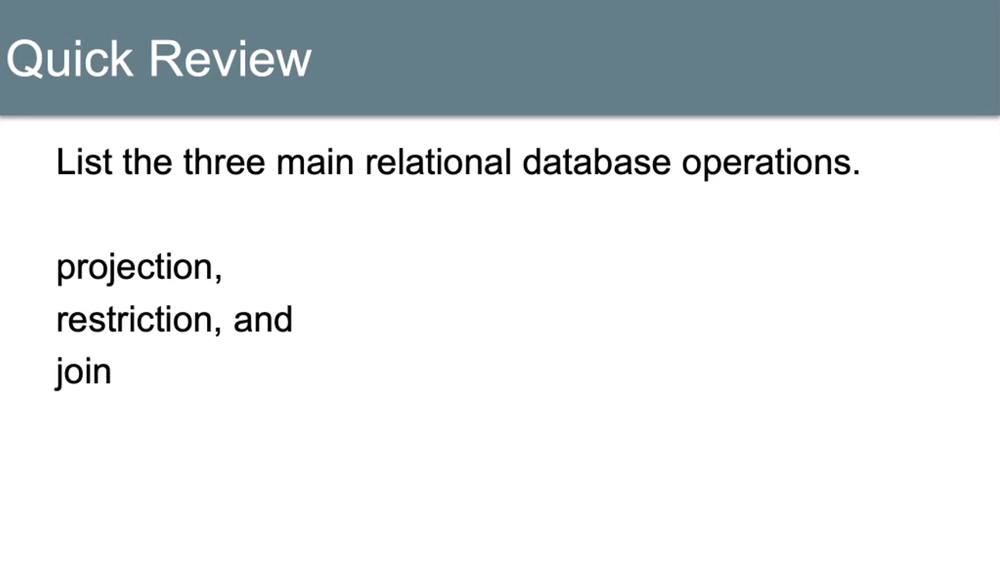 Quick Review
List the three main relational database operations.
projection,
restriction, and
join